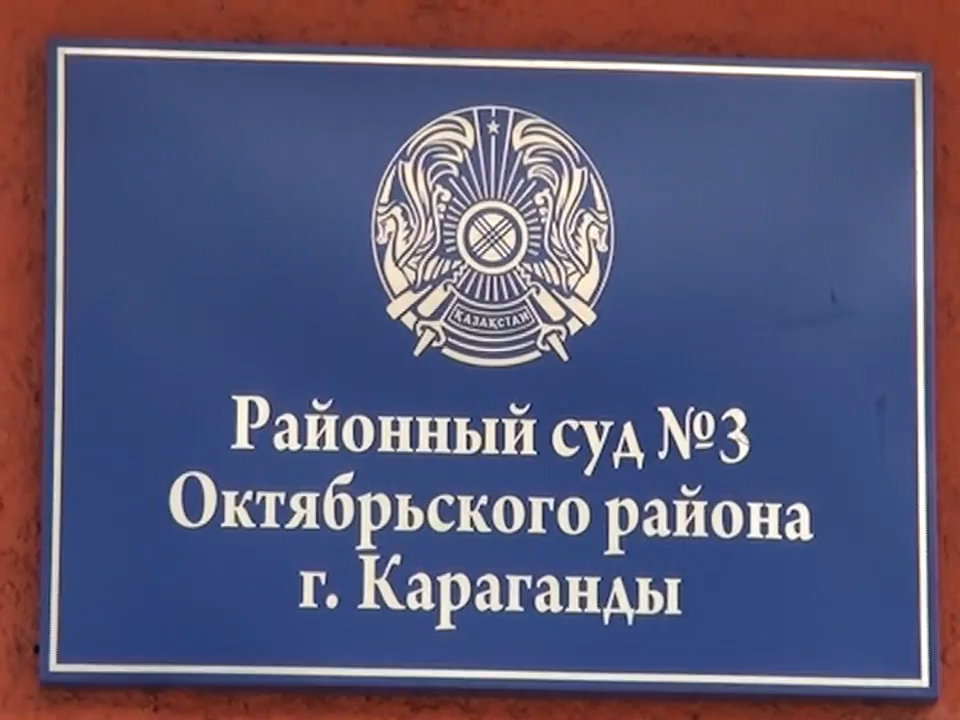 ҚАЗАҚСТАН
Районный суд №3
Октябрьского района
г. Караганды